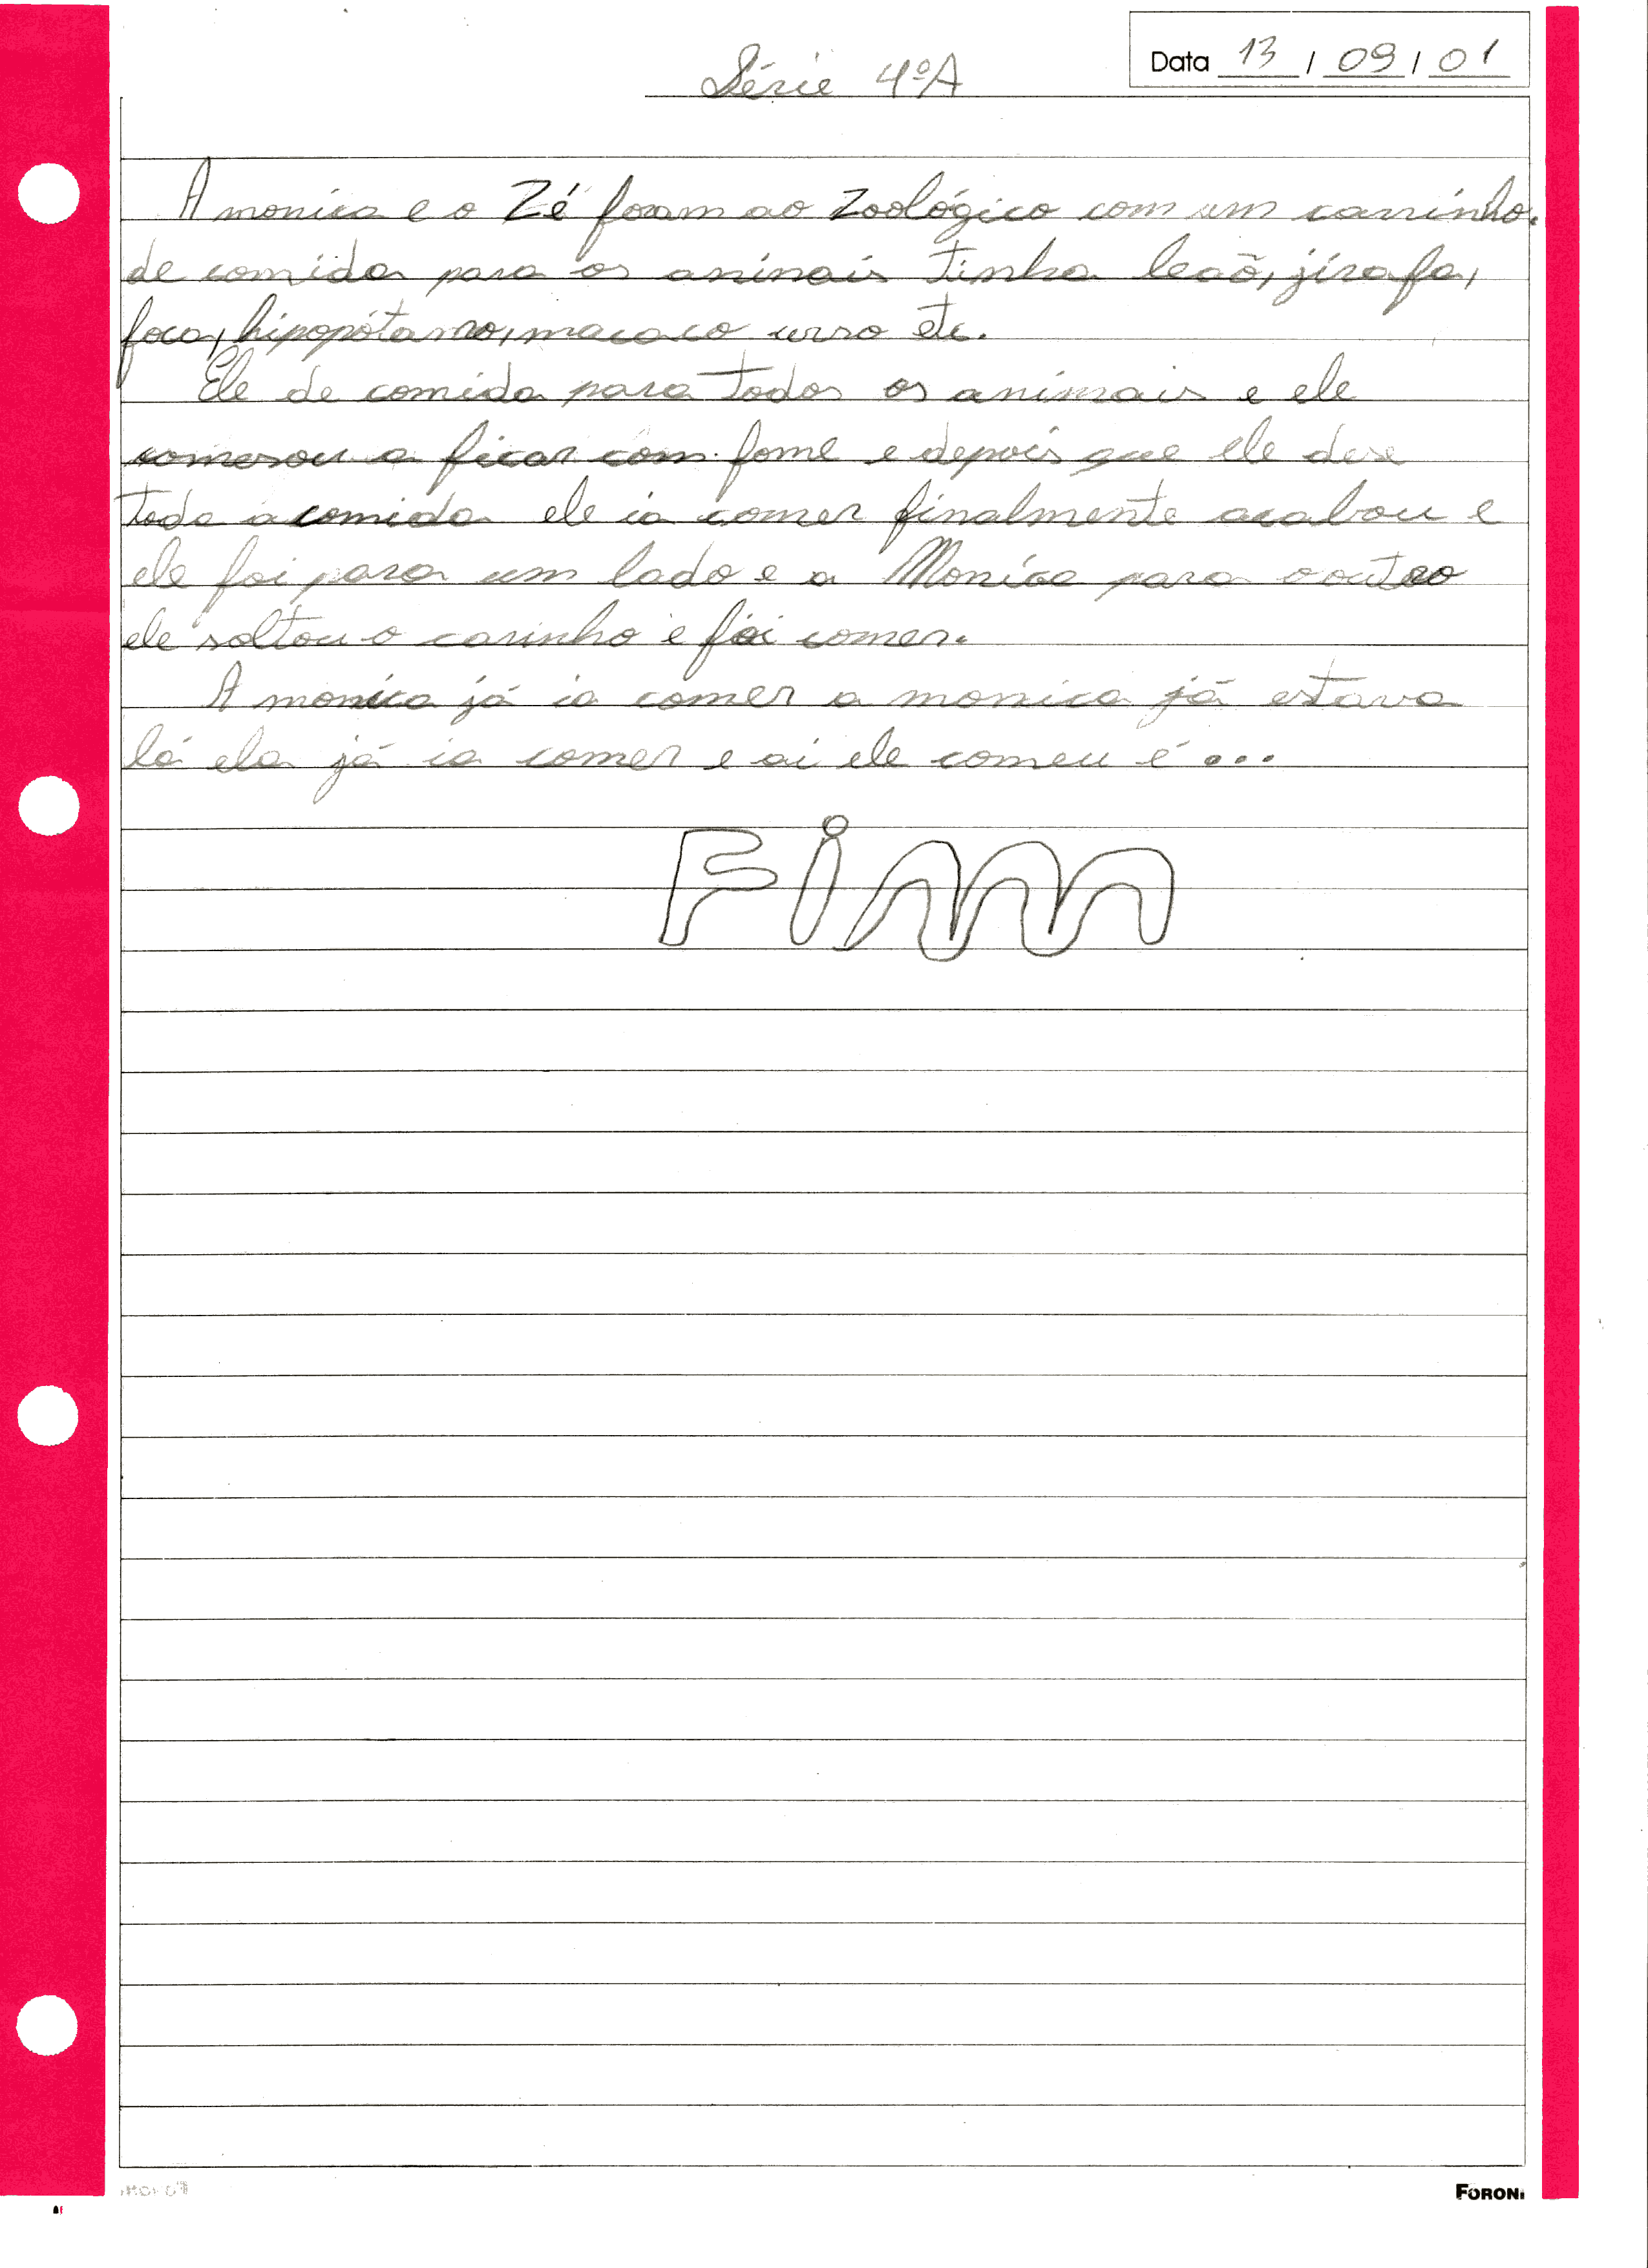 Série 4ºA
Data 13 / 09 / 01
A monica e o Zé foram ao Zoológico com um carrinho.
de comida para os aninais tinha leaõ, jirafa,
foca, hipopótamo, macaco urso etc.
Ele de comida para todos os animais e ele
comesou a ficar com fome e depois que ele dese
toda a comida ele ia comer finalmente acabou e
ele foi para um lado e a Monica para o outro
ele soltou o carinho e foi comer.
A monica já ia comer a monica já estava
lá ela já ia comer e ai ele comeu é ...
Fim
FORONI